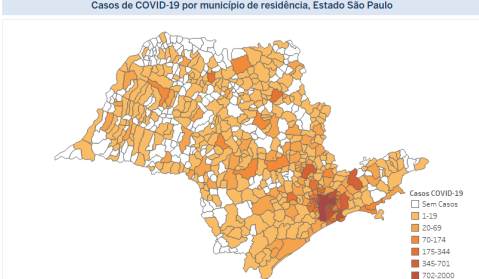 Casos de COVID-19 por município de residência, Estado São Paulo
Casos COVID-19
Sem Casos
1-19
20-69
70-174
175-344
345-701
702-2000